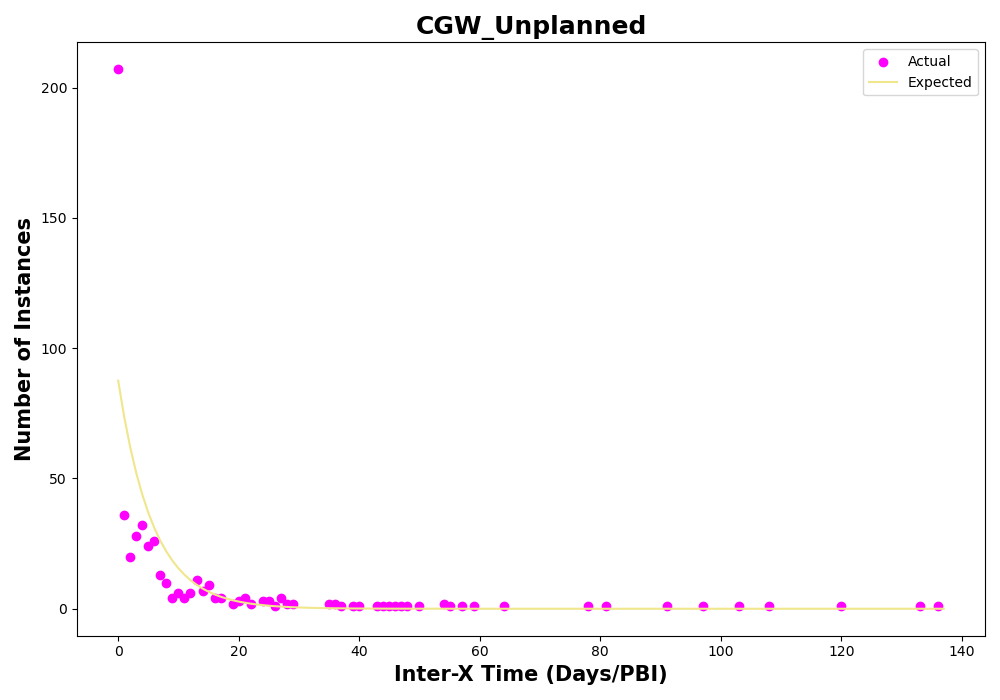 CGW_Unplanned
Actual
Expected
Number of Instances
200
150
100
50
0
0 20 40 60 80 100 120 140
Inter-X Time (Days/PBI)